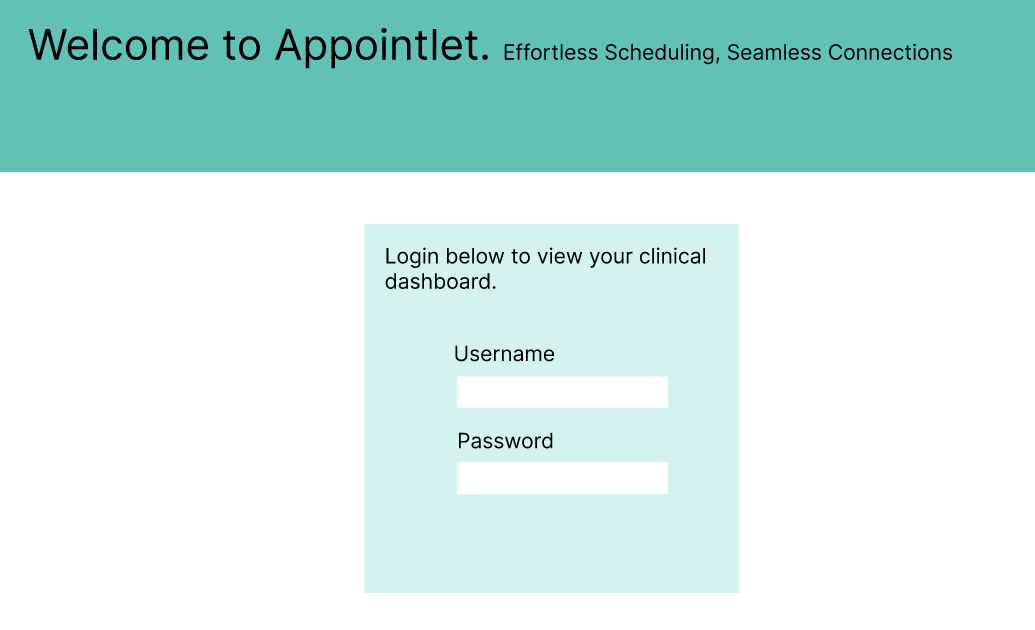 Welcome to Appointlet. Effortless Scheduling, Seamless Connections
Login below to view your clinical
dashboard.
Username
Password